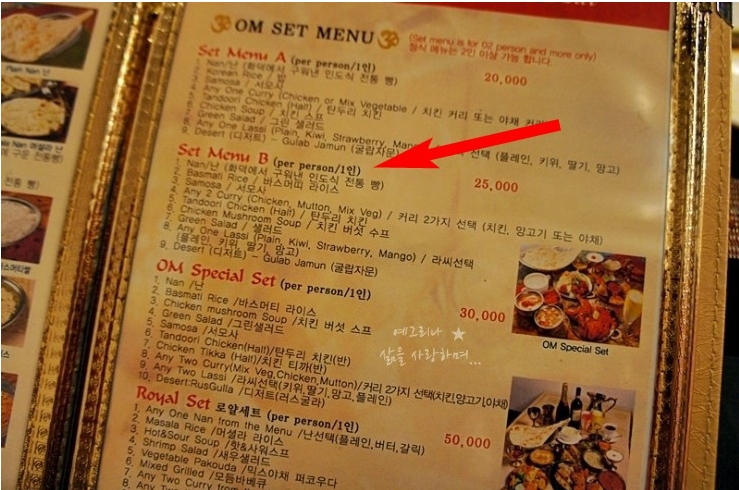 OM SET MENU
(Set menu is for 02 person and more only)
정식 메뉴는 2인 이상 가능 합니다.
Set Menu A (per person/1인)
20,000
1. Nan/난 (화덕에서 구워낸 인도식 전통 빵)
2. Korean Rice / 밥
3. Samosa / 서모사
4. Any One Curry (Chicken or Mix Vegetable / 치킨 커리 또는 야채 커리
5. Tandoori Chicken (Half) / 탄두리 치킨
6. Chicken Soup / 치킨 스프
7. Green Salad / 그린 샐러드
8. Any One Lassi (Plain, Kiwi, Strawberry, Mango) 선택 (플레인, 키위, 딸기, 망고)
9. Desert (디저트) - Gulab Jamun (굴랍자문)
Set Menu B (per person/1인)
25,000
1. Nan/난 (화덕에서 구워낸 인도식 전통 빵)
2. Basmati Rice / 바스머띠 라이스
3. Samosa / 서모사
4. Any 2 Curry (Chicken, Mutton, Mix Veg) / 커리 2가지 선택 (치킨, 양고기 또는 야채)
5. Tandoori Chicken (Half) / 탄두리 치킨
6. Chicken Mushroom Soup / 치킨 버섯 수프
7. Green Salad / 샐러드
8. Any One Lassi (Plain, Kiwi, Strawberry, Mango) / 라씨선택
(플레인, 키위, 딸기, 망고)
9. Desert (디저트) - Gulab Jamun (굴랍자문)
OM Special Set (per person/1인)
30,000
1. Nan /난
2. Basmati Rice /바스머티 라이스
3. Chicken mushroom Soup / 치킨 버섯 스프
4. Green Salad /그린샐러드
5. Samosa /서모사
6. Tandoori Chicken(Half)/탄두리 치킨(반)
7. Chicken Tikka (Half)/치킨 티까(반)
8. Any Two Curry(Mix Veg,Chicken,Mutton)/커리 2가지 선택(치킨,양고기,야채)
9. Any Two Lassi /라씨선택(키위,딸기,망고,플레인)
10. Desert:RusGulla / 디저트(러스굴라)
OM Special Set
예그리나 ★
삶을 사랑하며...
Royal Set 로얄세트 (per person/1인)
50,000
1. Any One Nan from the Menu /난선택(플레인,버터,갈릭)
2. Masala Rice /머셜라 라이스
3. Hot&Sour Soup /핫&사워스프
4. Shrimp Salad /새우샐러드
5. Vegetable Pakouda /믹스야채 퍼코우다
6. Mixed Grilled /모듬바베큐
7. Any Two Curry from the
Plain Nan